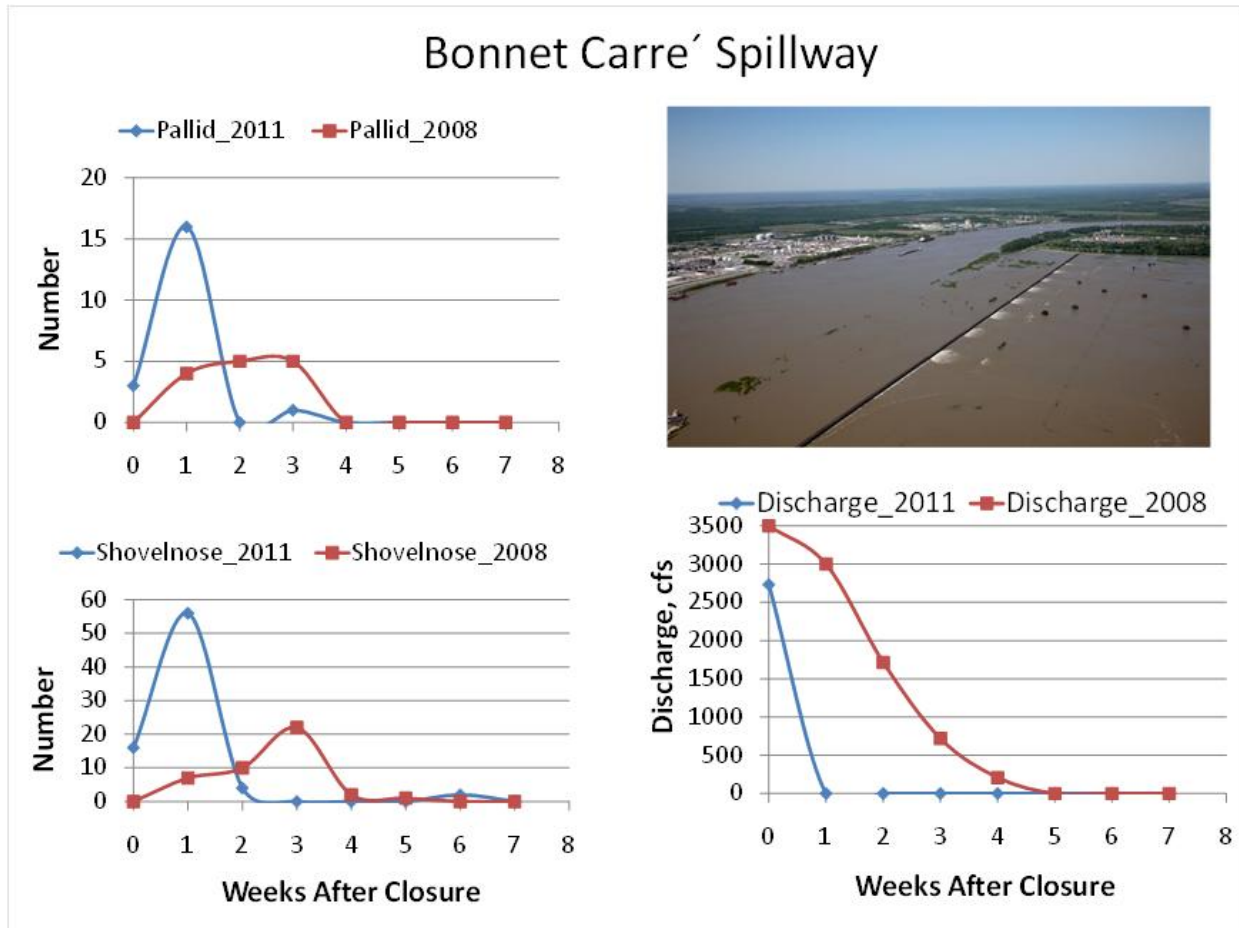 Bonnet Carre´ Spillway
Pallid_2011 Pallid_2008
20
15
10
5
0
Number
0 1 2 3 4 5 6 7 8
Shovelnose_2011 Shovelnose_2008
60
50
40
30
20
10
0
Number
0 1 2 3 4 5 6 7 8
Weeks After Closure
Discharge_2011 Discharge_2008
3500
3000
2500
2000
1500
1000
500
0
Discharge, cfs
0 1 2 3 4 5 6 7 8
Weeks After Closure